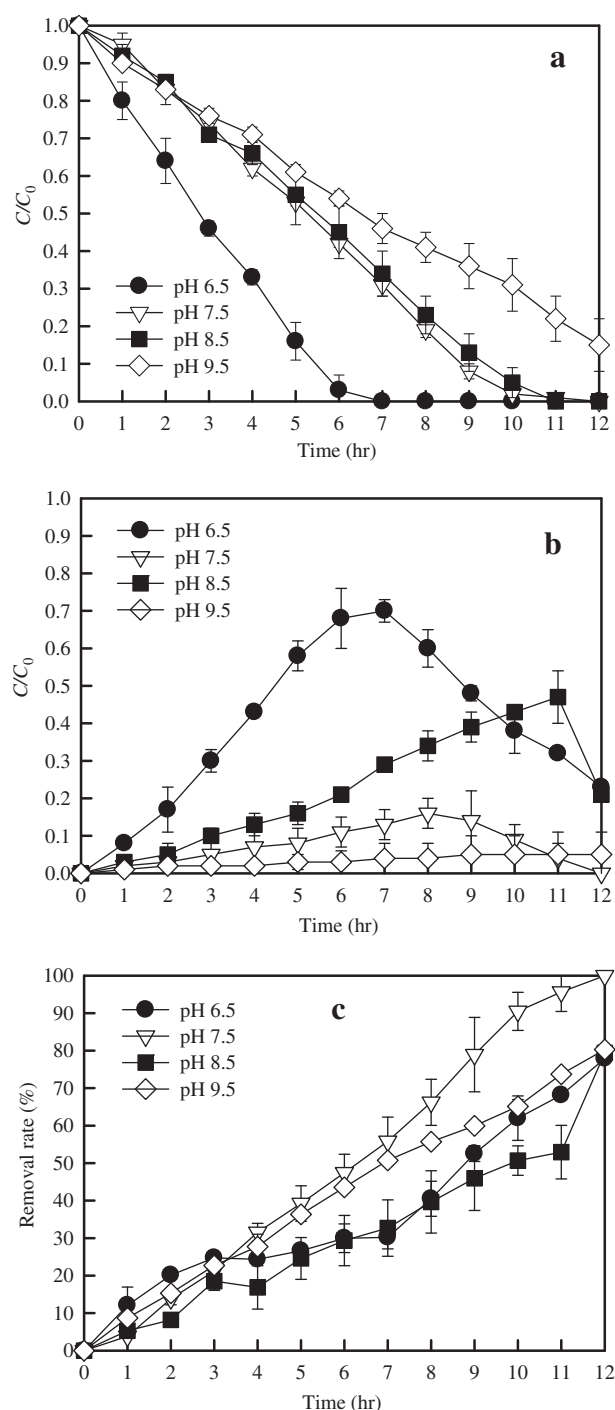 a
1.0
0.9
0.8
0.7
0.6
0.5
0.4
0.3
0.2
0.1
0.0
C/C0
pH 6.5
pH 7.5
pH 8.5
pH 9.5
0 1 2 3 4 5 6 7 8 9 10 11 12
Time (hr)
b
1.0
0.9
0.8
0.7
0.6
0.5
0.4
0.3
0.2
0.1
0.0
C/C0
pH 6.5
pH 7.5
pH 8.5
pH 9.5
0 1 2 3 4 5 6 7 8 9 10 11 12
Time (hr)
c
100
90
80
70
60
50
40
30
20
10
0
Removal rate (%)
pH 6.5
pH 7.5
pH 8.5
pH 9.5
0 1 2 3 4 5 6 7 8 9 10 11 12
Time (hr)